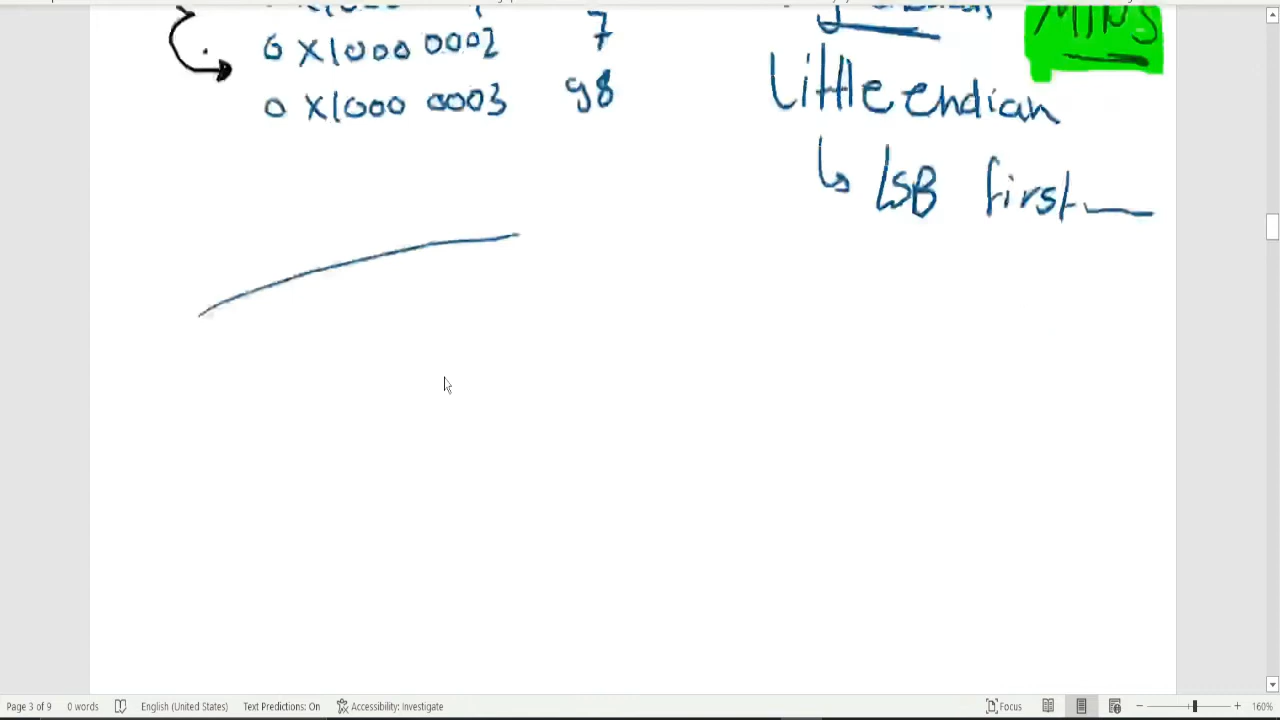 0x1000 0002 7
0x1000 0003 98
MIPS
Little endian
↳ LSB first
Page 3 of 9 0 words English (United States) Text Predictions: On Accessibility: Investigate Focus 160%